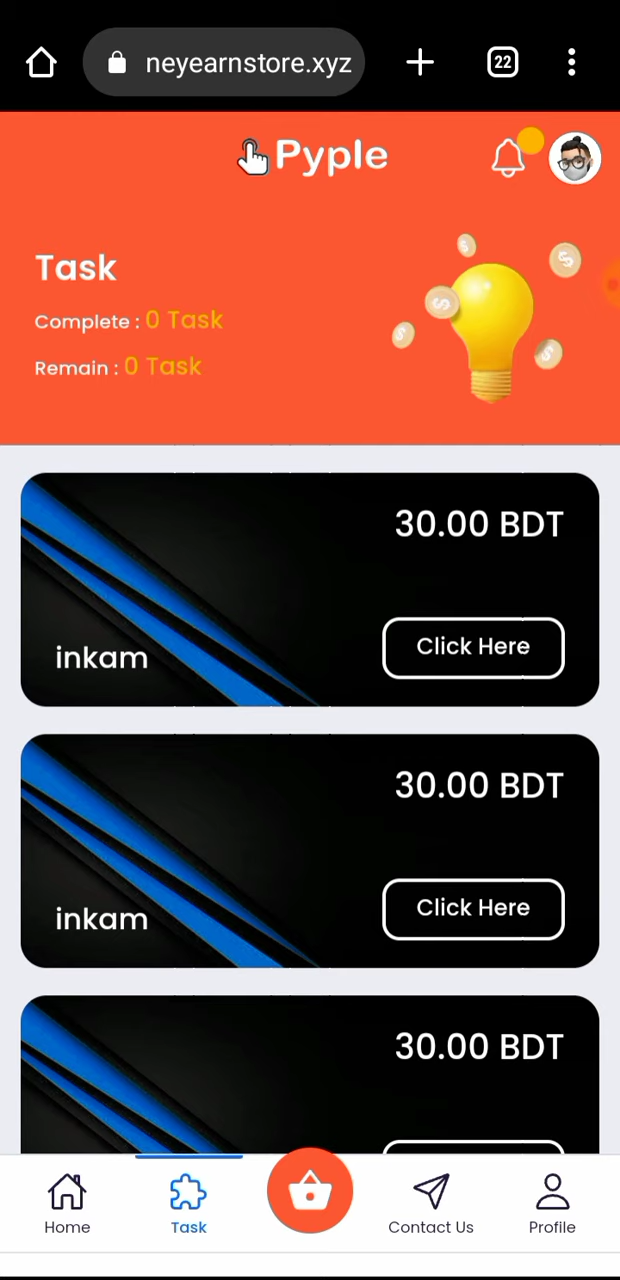 neyearnstore.xyz
22
Pyple
Task
Complete : 0 Task
Remain : 0 Task
30.00 BDT
Click Here
inkam
30.00 BDT
Click Here
inkam
30.00 BDT
Home
Task
Contact Us
Profile